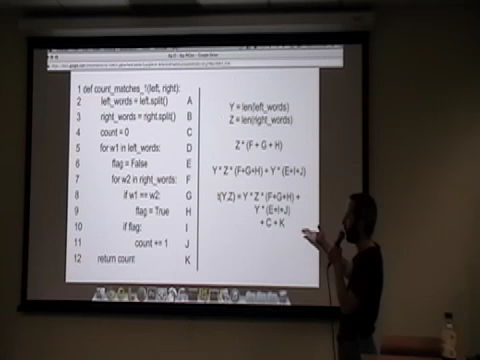 1 def count_matches_1(left, right):
2 left_words = left.split() A
3 right_words = right.split() B
4 count = 0 C
5 for w1 in left_words: D
6 flag = False E
7 for w2 in right_words: F
8 if w1 == w2: G
9 flag = True H
10 if flag: I
11 count += 1 J
12 return count K
Y = len(left_words)
Z = len(right_words)
Z * (F + G + H)
Y * Z * (F+G+H) + Y * (E+I+J)
t(Y,Z) = Y * Z * (F+G+H) +
Y * (E+I+J)
+ C + K